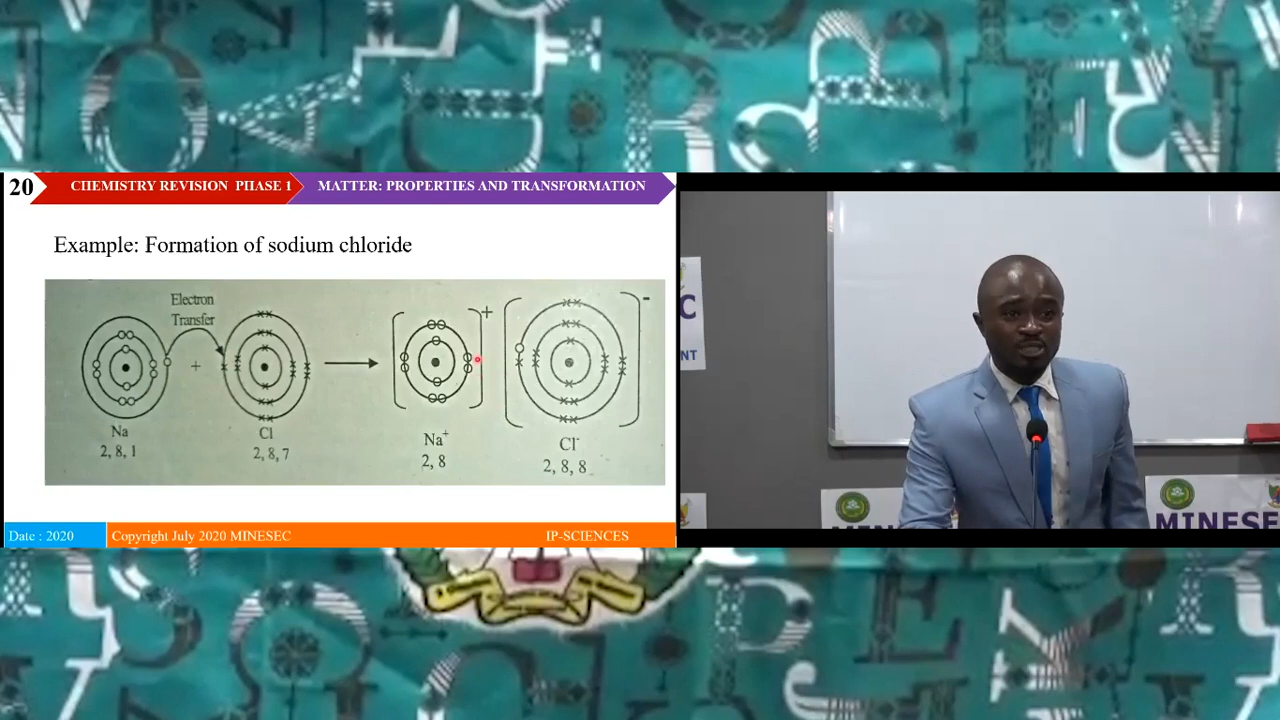 20
CHEMISTRY REVISION PHASE 1
MATTER: PROPERTIES AND TRANSFORMATION
Example: Formation of sodium chloride
Electron
Transfer
+
+
-
Na
2, 8, 1
Cl
2, 8, 7
Na⁺
2, 8
Cl⁻
2, 8, 8
Date : 2020
Copyright July 2020 MINESEC
IP-SCIENCES
C
NT
MINESE